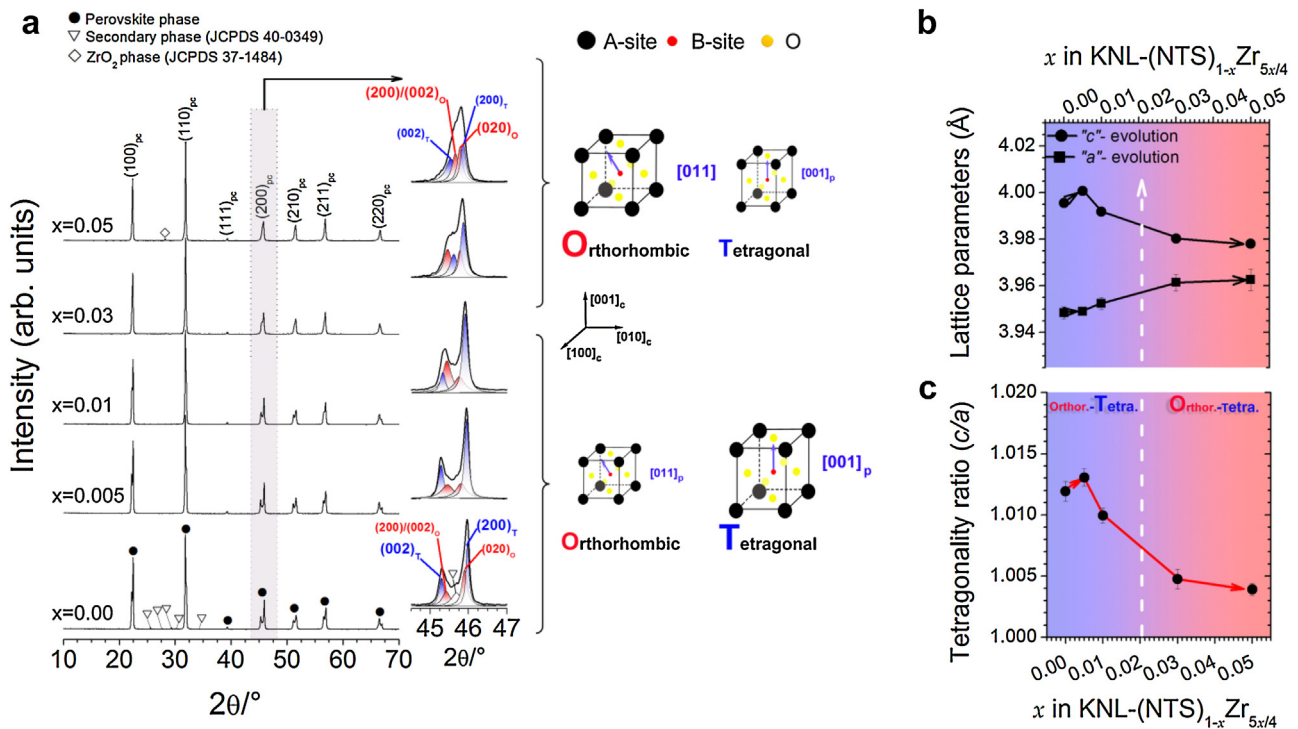 a
● Perovskite phase
▽ Secondary phase (JCPDS 40-0349)
◇ ZrO2 phase (JCPDS 37-1484)
Intensity (arb. units)
(100)pc
(110)pc
(111)pc
(200)pc
(210)pc
(211)pc
(220)pc
x=0.05
x=0.03
x=0.01
x=0.005
x=0.00
10 20 30 40 50 60 70
2θ/°
(200)/(002)O
(200)T
(002)T
(020)O
(200)/(002)O
(200)T
(002)T
(020)O
45 46 47
2θ/°
A-site B-site O
[011]
[001]p
Orthorhombic Tetragonal
[001]c
[010]c
[100]c
[011]p
[001]p
Orthorhombic Tetragonal
b
x in KNL-(NTS)1-xZr5x/4
0.00 0.01 0.02 0.03 0.04 0.05
Lattice parameters (Å)
"c"- evolution
"a"- evolution
4.02
4.00
3.98
3.96
3.94
c
Tetragonality ratio (c/a)
1.020
1.015
1.010
1.005
1.000
Orthor.-Tetra. Orthor.-Tetra.
0.00 0.01 0.02 0.03 0.04 0.05
x in KNL-(NTS)1-xZr5x/4